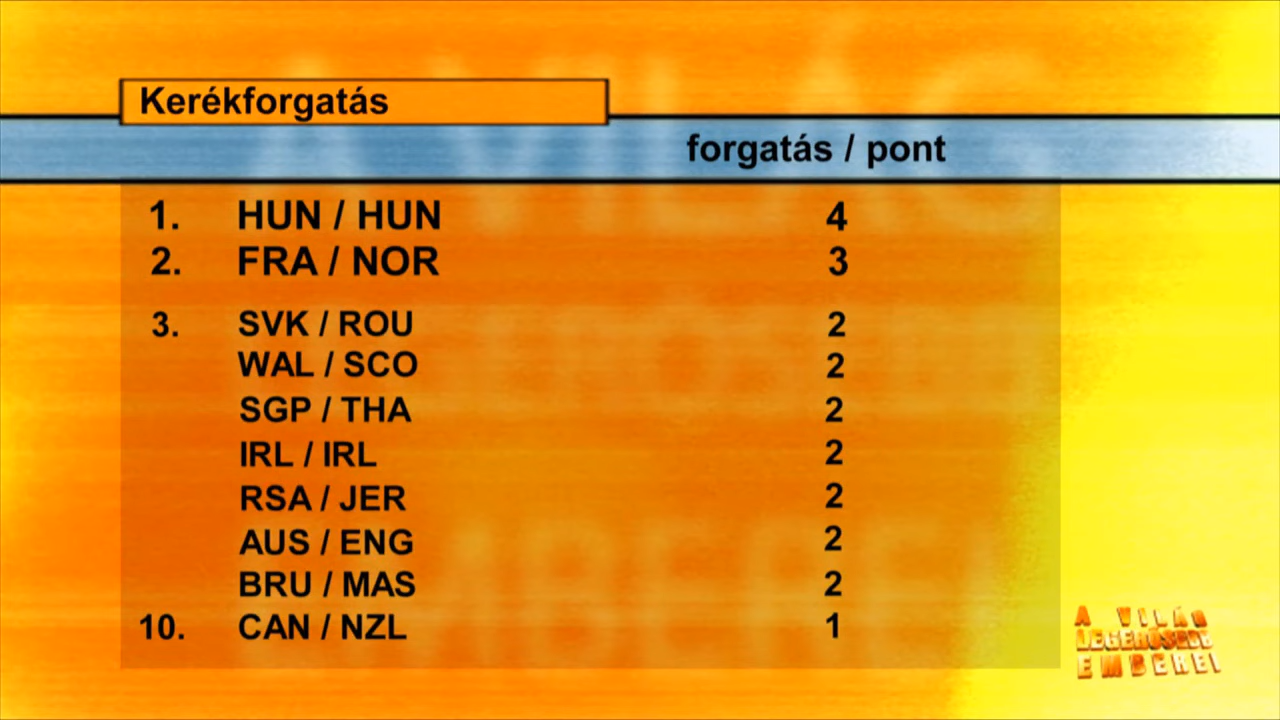 Kerékforgatás
forgatás / pont
1. HUN / HUN 4
2. FRA / NOR 3
3. SVK / ROU 2
WAL / SCO 2
SGP / THA 2
IRL / IRL 2
RSA / JER 2
AUS / ENG 2
BRU / MAS 2
10. CAN / NZL 1
A VILÁG
LEGERŐSEBB
EMBEREI